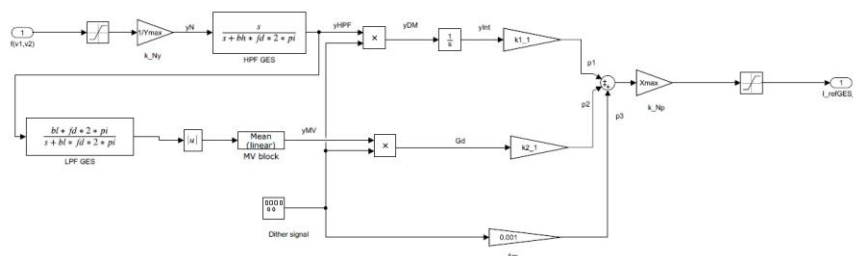 1
f(v1,v2)
1/Ymax
k_Ny
yN
s
s + bh * fd * 2 * pi
HPF GES
yHPF
×
yDM
1
s
yInt
k1_1
p1
p2
p3
Xmax
k_Np
1
I_refGES_
bl * fd * 2 * pi
s + bl * fd * 2 * pi
LPF GES
|u|
Mean
(linear)
MV block
yMV
×
Gd
k2_1
Dither signal
0.001